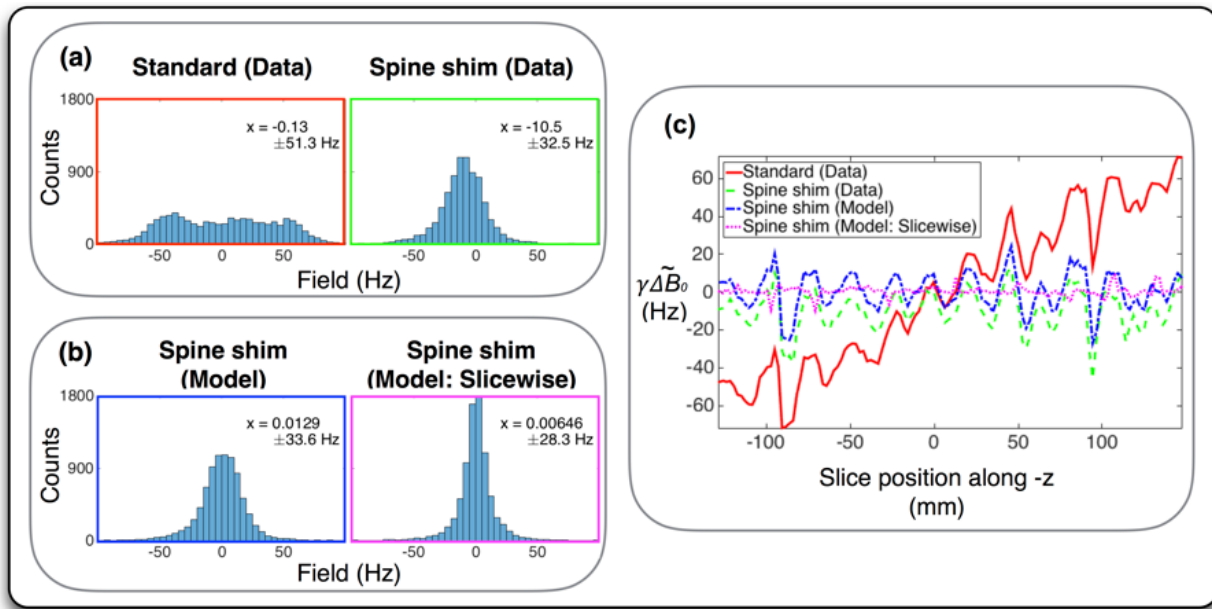 (a)
Standard (Data)
Spine shim (Data)
1800
900
0
Counts
x = -0.13
±51.3 Hz
x = -10.5
±32.5 Hz
-50 0 50
-50 0 50
Field (Hz)
(b)
Spine shim
(Model)
Spine shim
(Model: Slicewise)
1800
900
0
Counts
x = 0.0129
±33.6 Hz
x = 0.00646
±28.3 Hz
-50 0 50
-50 0 50
Field (Hz)
(c)
Standard (Data)
Spine shim (Data)
Spine shim (Model)
Spine shim (Model: Slicewise)
60
40
20
0
-20
-40
-60
γΔB̃₀
(Hz)
-100 -50 0 50 100
Slice position along -z
(mm)